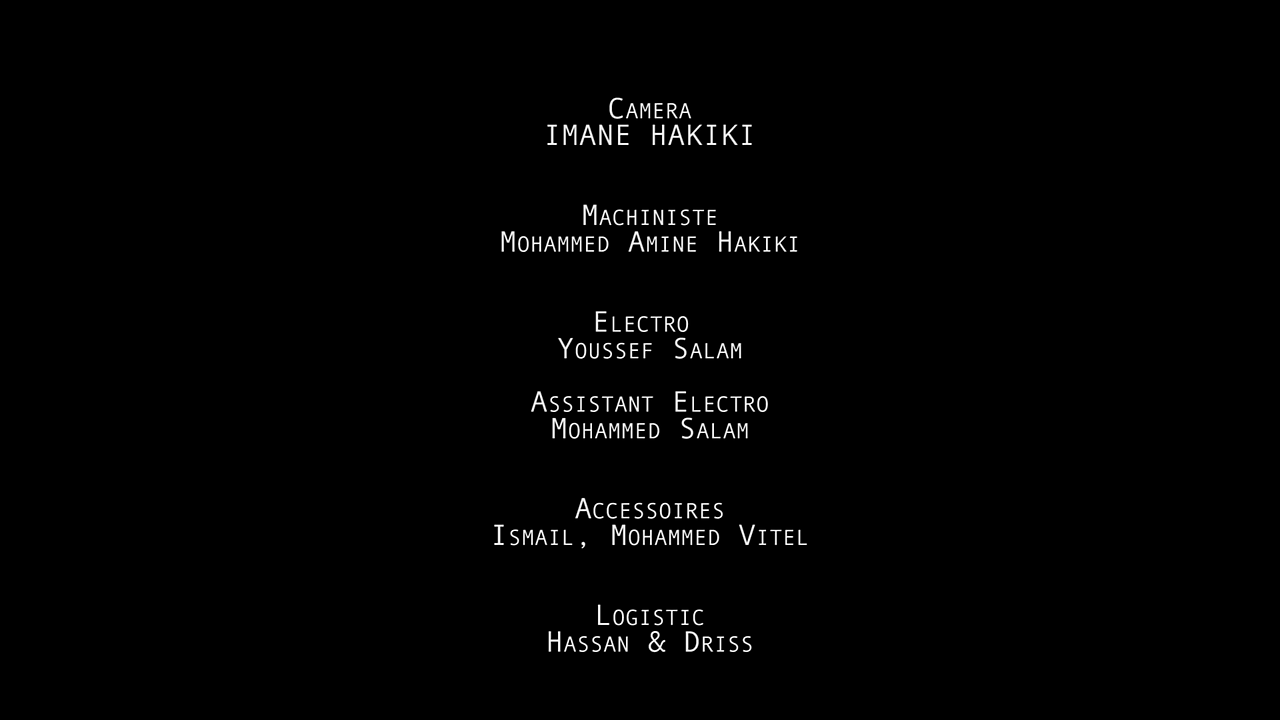 Camera
IMANE HAKIKI
Machiniste
Mohammed Amine Hakiki
Electro
Youssef Salam
Assistant Electro
Mohammed Salam
Accessoires
Ismail, Mohammed Vitel
Logistic
Hassan & Driss